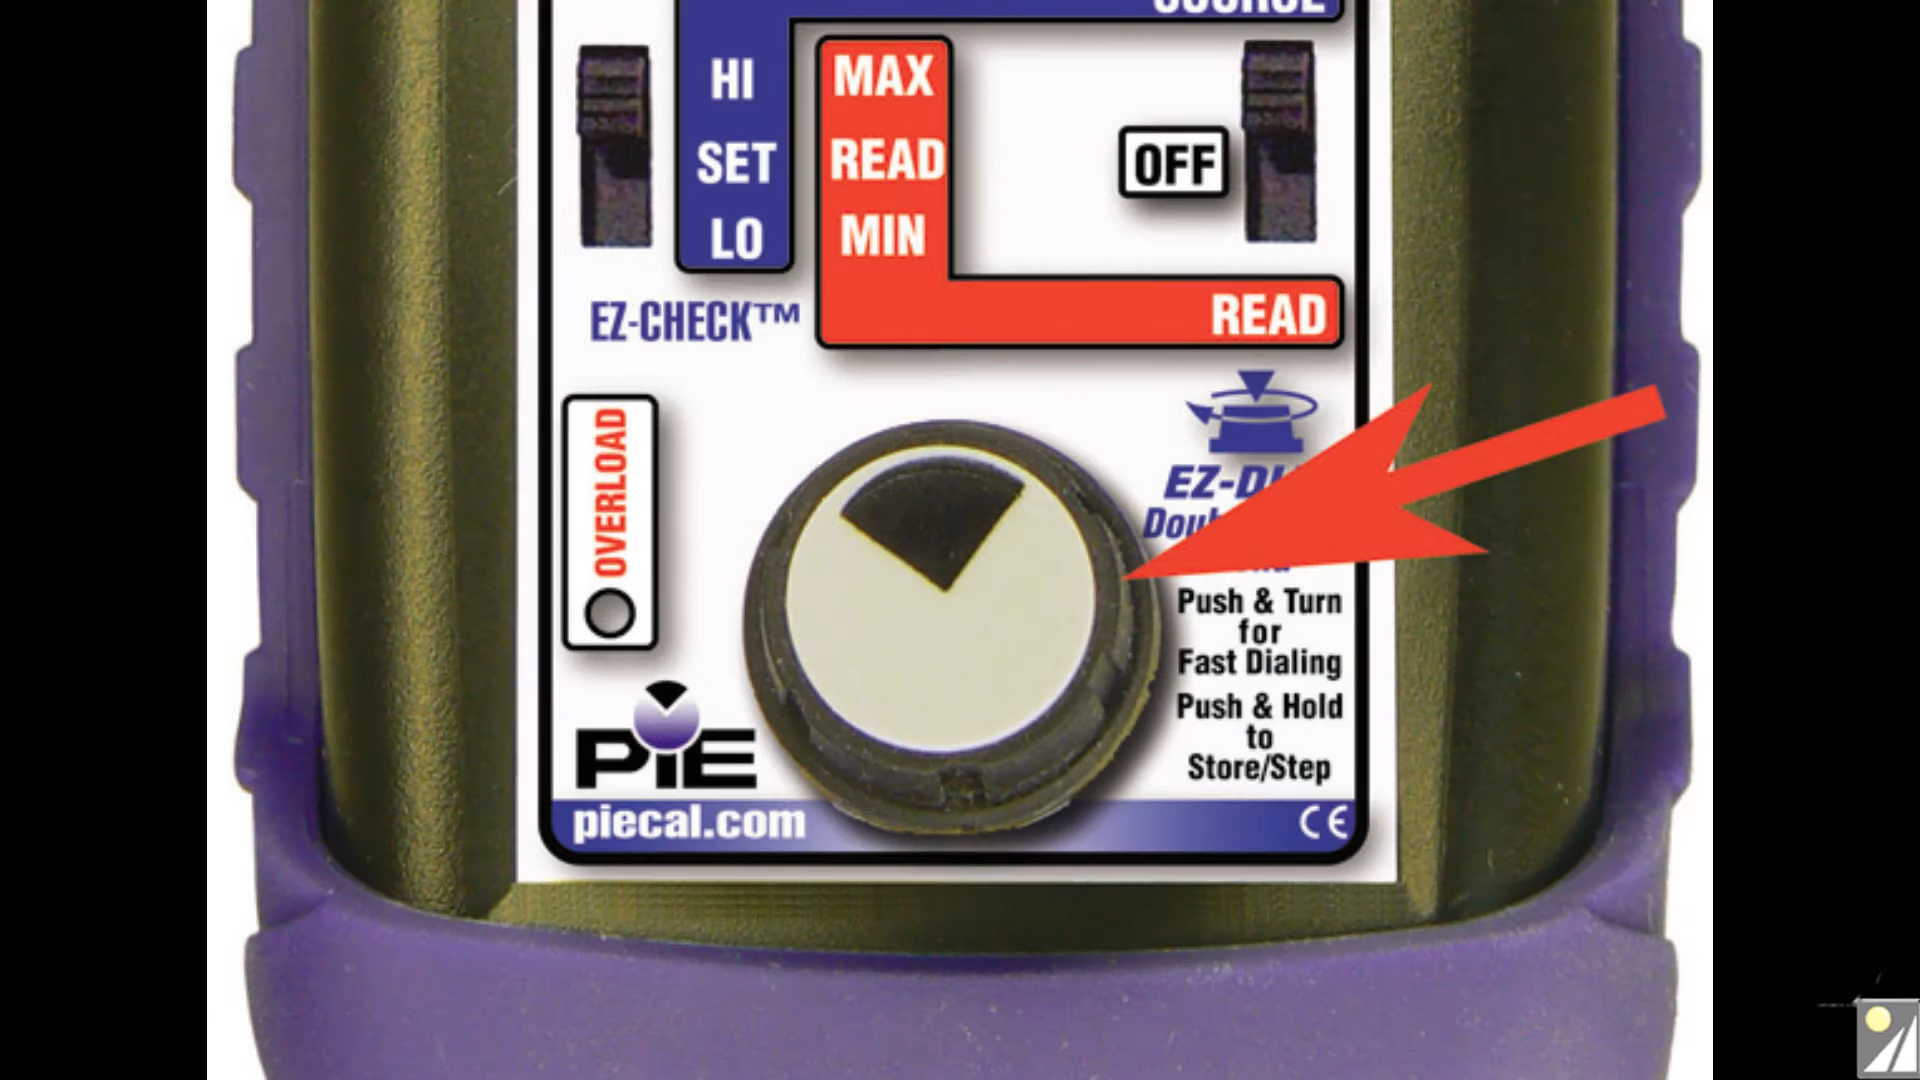 HI
SET
LO
MAX
READ
MIN
OFF
READ
EZ-CHECK™
OVERLOAD
Push & Turn
for
Fast Dialing
Push & Hold
to
Store/Step
PIE
piecal.com
CE